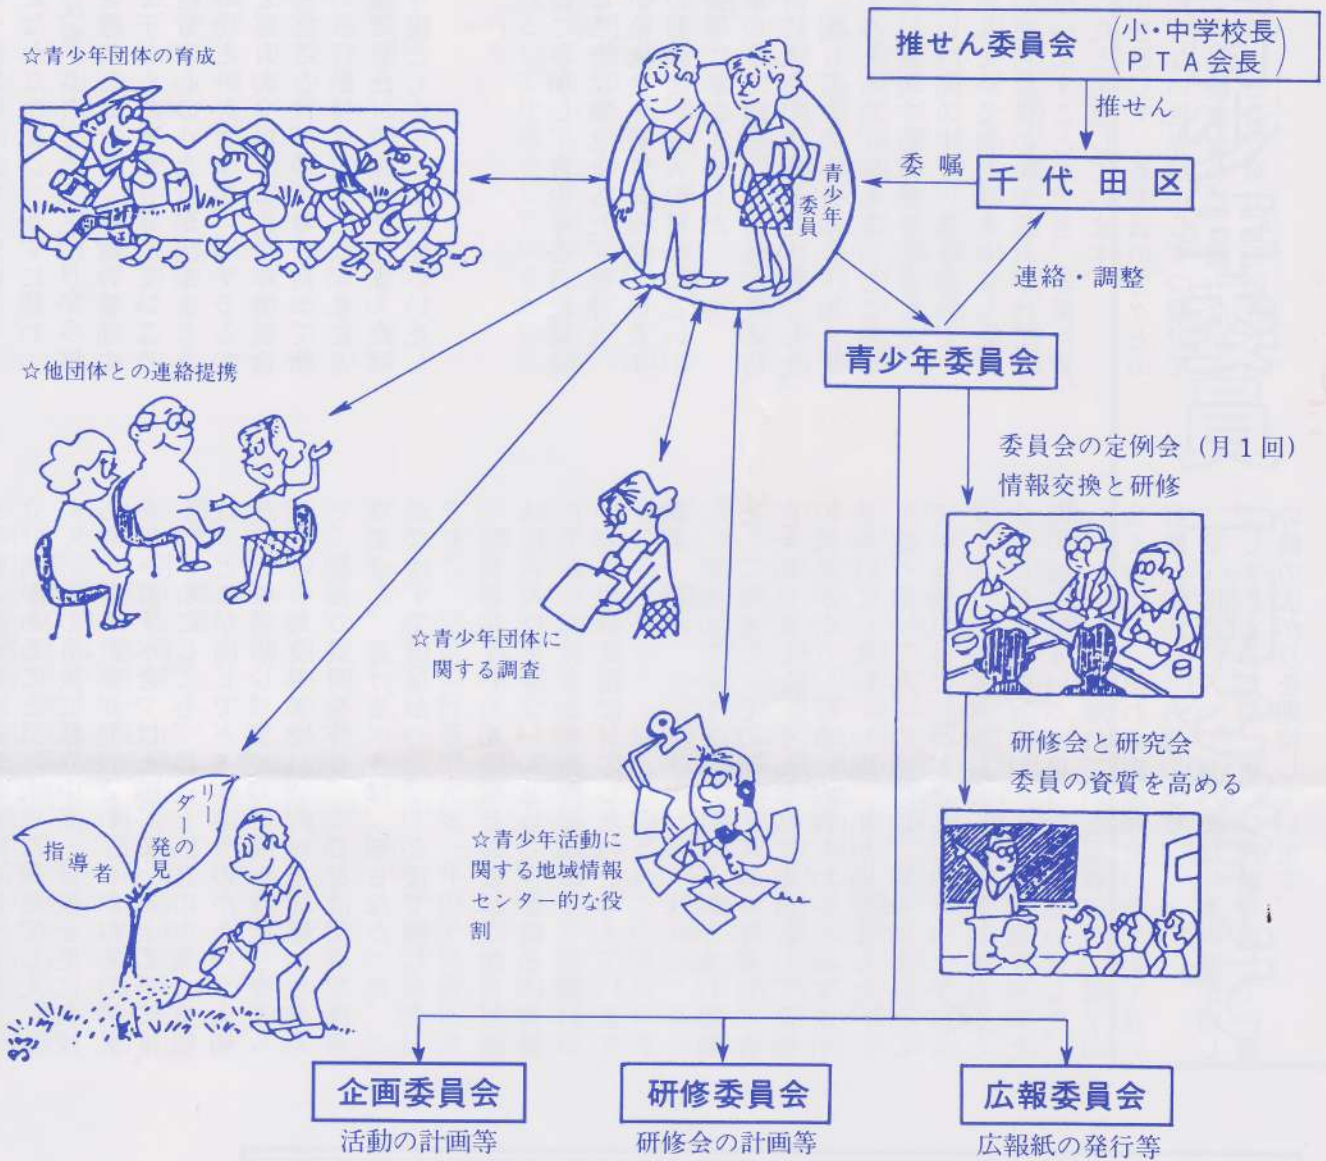 ☆青少年団体の育成
推せん委員会
(小・中学校長
PTA会長)
推せん
千代田区
委嘱
青少年
委員
連絡・調整
青少年委員会
☆他団体との連絡提携
委員会の定例会 (月1回)
情報交換と研修
☆青少年団体に
関する調査
研修会と研究会
委員の資質を高める
指導者
リー
ダーの
発見
☆青少年活動に
関する地域情報
センター的な役
割
企画委員会
活動の計画等
研修委員会
研修会の計画等
広報委員会
広報紙の発行等